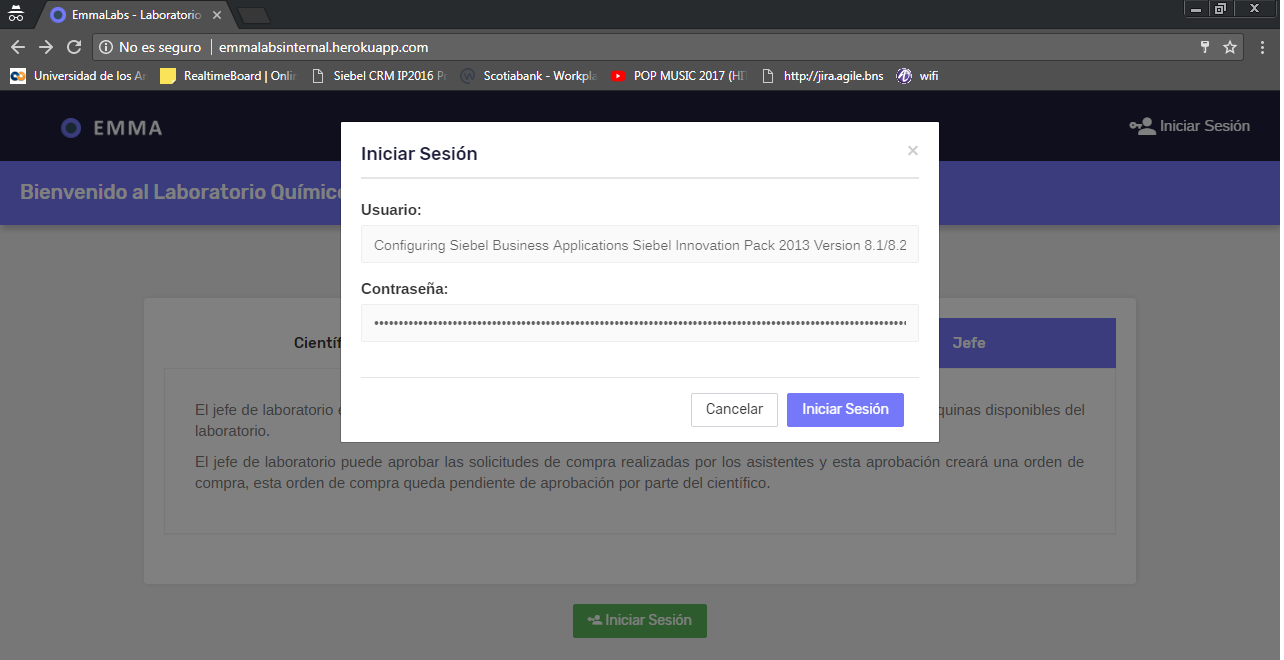 EmmaLabs - Laboratorio
No es seguro | emmalabsinternal.herokuapp.com
Universidad de los An
RealtimeBoard | Onlin
Siebel CRM IP2016 Pr
Scotiabank - Workpla
POP MUSIC 2017 (HIT
http://jira.agile.bns
wifi
EMMA
Iniciar Sesión
Bienvenido al Laboratorio Químico
Iniciar Sesión
×
Usuario:
Configuring Siebel Business Applications Siebel Innovation Pack 2013 Version 8.1/8.2
Contraseña:
Cancelar
Iniciar Sesión
Científ
Jefe
El jefe de laboratorio
quinas disponibles del
laboratorio.
El jefe de laboratorio puede aprobar las solicitudes de compra realizadas por los asistentes y esta aprobación creará una orden de
compra, esta orden de compra queda pendiente de aprobación por parte del científico.
Iniciar Sesión